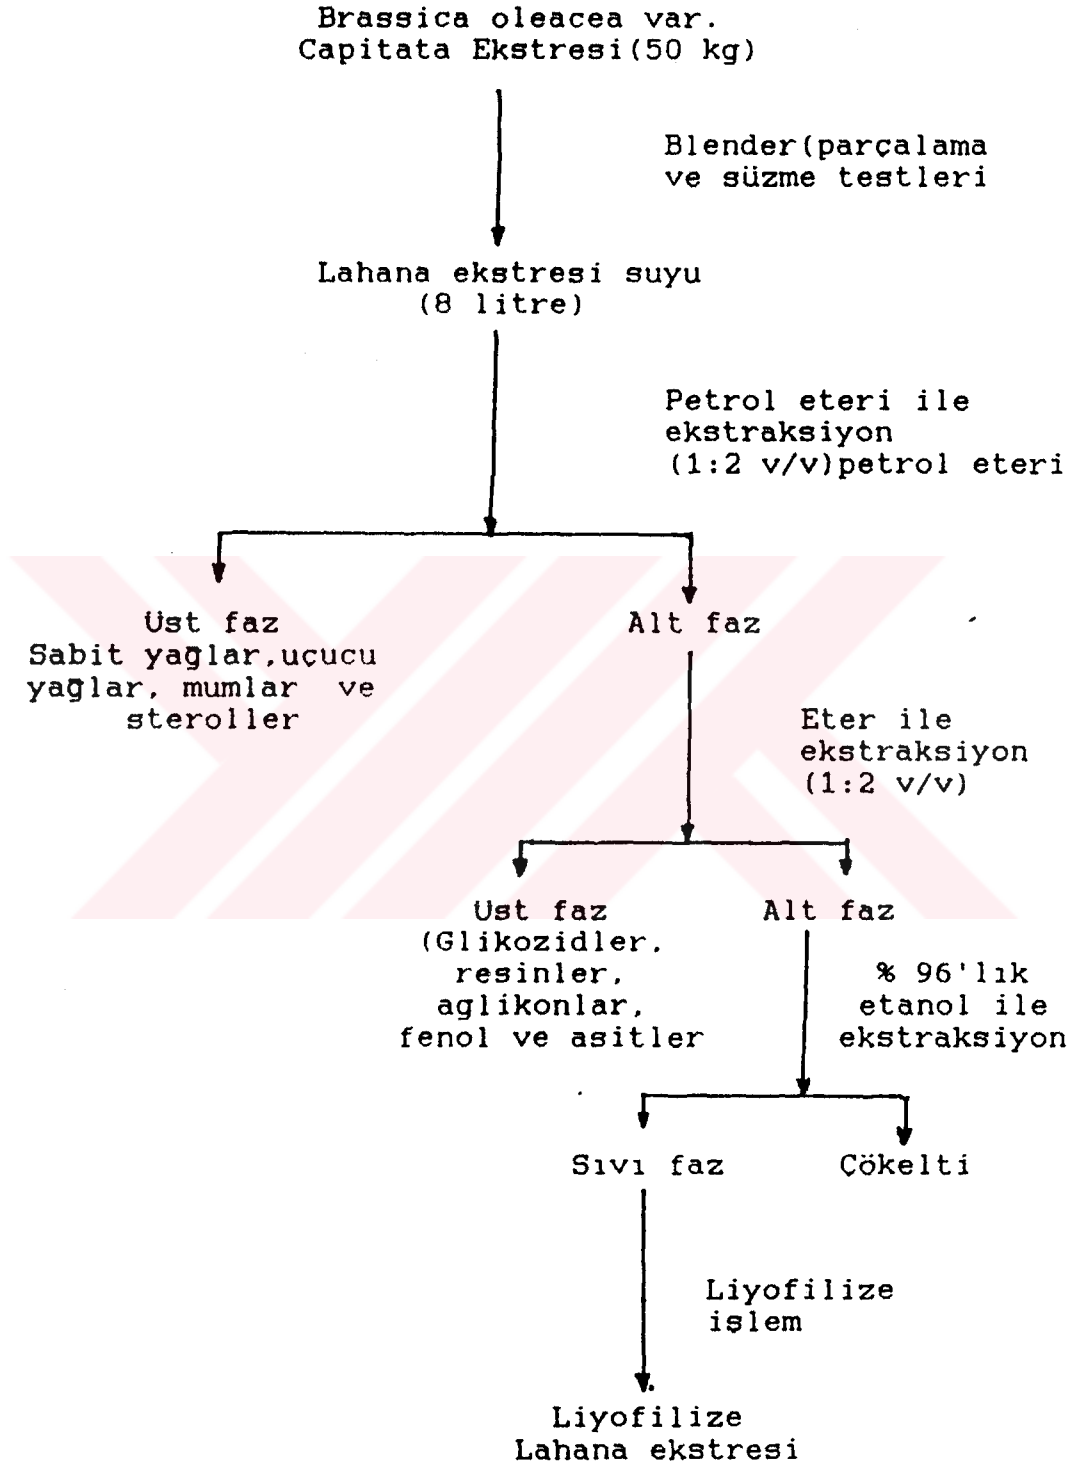 Brassica oleacea var.
Capitata Ekstresi(50 kg)
Blender(parçalama
ve süzme testleri
Lahana ekstresi suyu
(8 litre)
Petrol eteri ile
ekstraksiyon
(1:2 v/v)petrol eteri
Üst faz
Sabit yağlar,uçucu
yağlar, mumlar ve
steroller
Alt faz
Eter ile
ekstraksiyon
(1:2 v/v)
Üst faz
(Glikozidler,
resinler,
aglikonlar,
fenol ve asitler
Alt faz
% 96'lık
etanol ile
ekstraksiyon
Sıvı faz
Çökelti
Liyofilize
işlem
Liyofilize
Lahana ekstresi